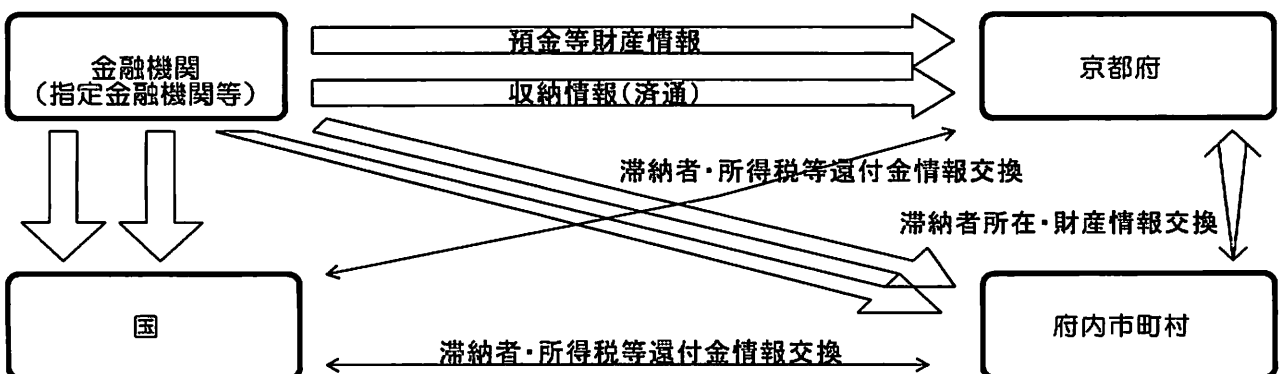 預金等財産情報
金融機関
(指定金融機関等)
京都府
収納情報(済通)
滞納者・所得税等還付金情報交換
滞納者所在・財産情報交換
国
府内市町村
滞納者・所得税等還付金情報交換